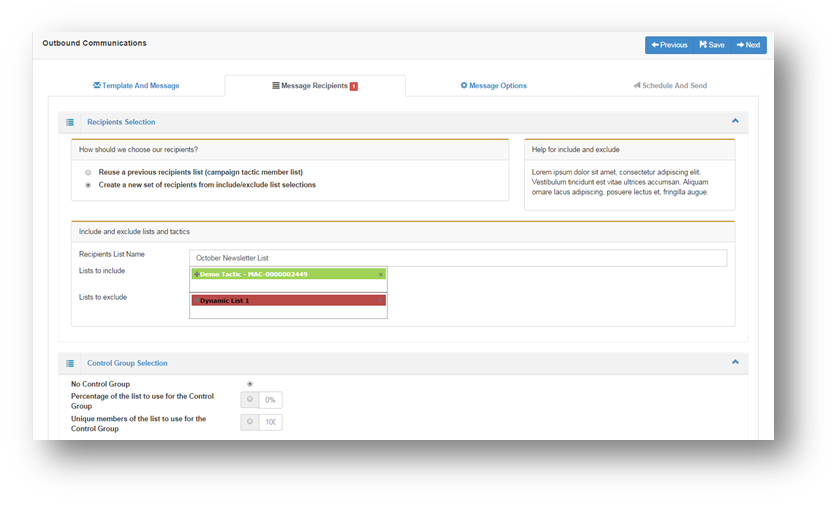 Outbound Communications
Previous Save Next
Template And Message Message Recipients 1 Message Options Schedule And Send
Recipients Selection
How should we choose our recipients?
Reuse a previous recipients list (campaign tactic member list)
Create a new set of recipients from include/exclude list selections
Help for include and exclude
Lorem ipsum dolor sit amet, consectetur adipiscing elit.
Vestibulum tincidunt est vitae ultrices accumsan. Aliquam
ornare lacus adipiscing, posuere lectus et, fringilla augue.
Include and exclude lists and tactics
Recipients List Name October Newsletter List
Lists to include Demo Tactic - MAC-0000002449 ×
Lists to exclude Dynamic List 1
Control Group Selection
No Control Group
Percentage of the list to use for the Control
Group
0%
Unique members of the list to use for the
Control Group